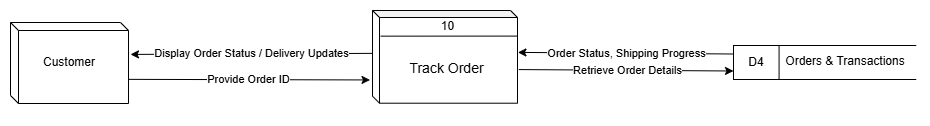 10
Customer
Display Order Status / Delivery Updates
Provide Order ID
Track Order
Order Status, Shipping Progress
Retrieve Order Details
D4
Orders & Transactions